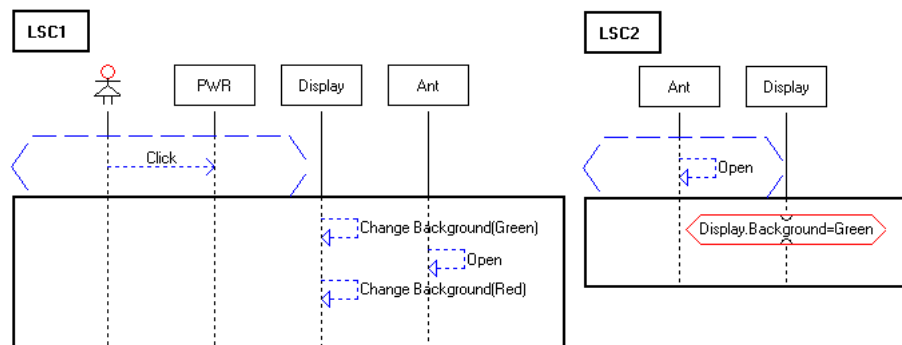 LSC1
PWR
Display
Ant
Click
Change Background(Green)
Open
Change Background(Red)
LSC2
Ant
Display
Open
Display.Background=Green